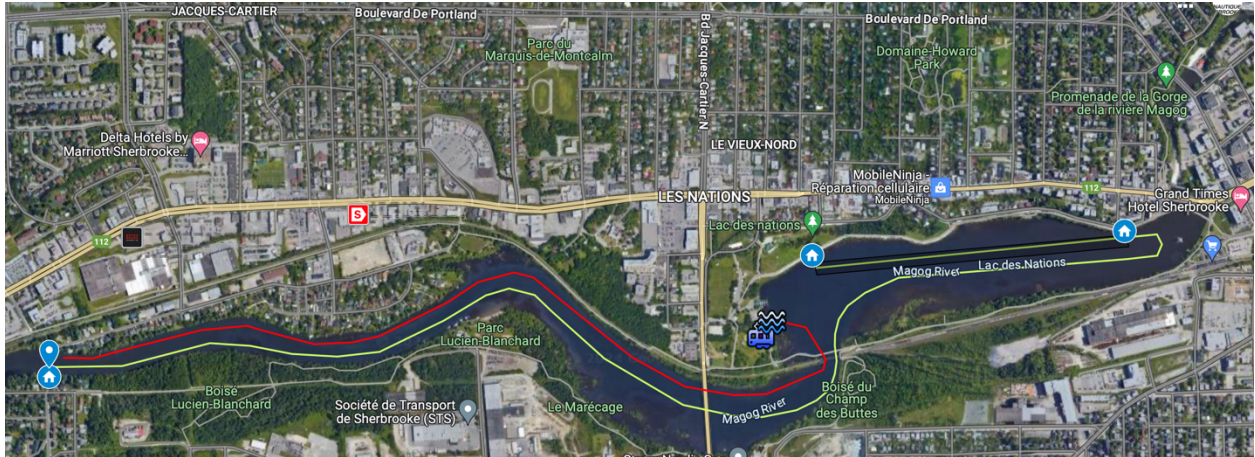 JACQUES-CARTIER
Boulevard De Portland
Boulevard De Portland
Parc du
Marquis-de-Montcalm
Bd Jacques-Cartier N
Domaine-Howard
Park
Promenade de la Gorge
de la rivière Magog
Delta Hotels by
Marriott Sherbrooke...
LE VIEUX-NORD
MobileNinja -
Réparation cellulaire
MobileNinja
LES NATIONS
112
Grand Times
Hotel Sherbrooke
S
Lac des nations
112
Magog River
Lac des Nations
Parc
Lucien-Blanchard
Boisé
Lucien-Blanchard
Société de Transport
de Sherbrooke (STS)
Le Marécage
Magog River
Boisé du
Champ
des Buttes